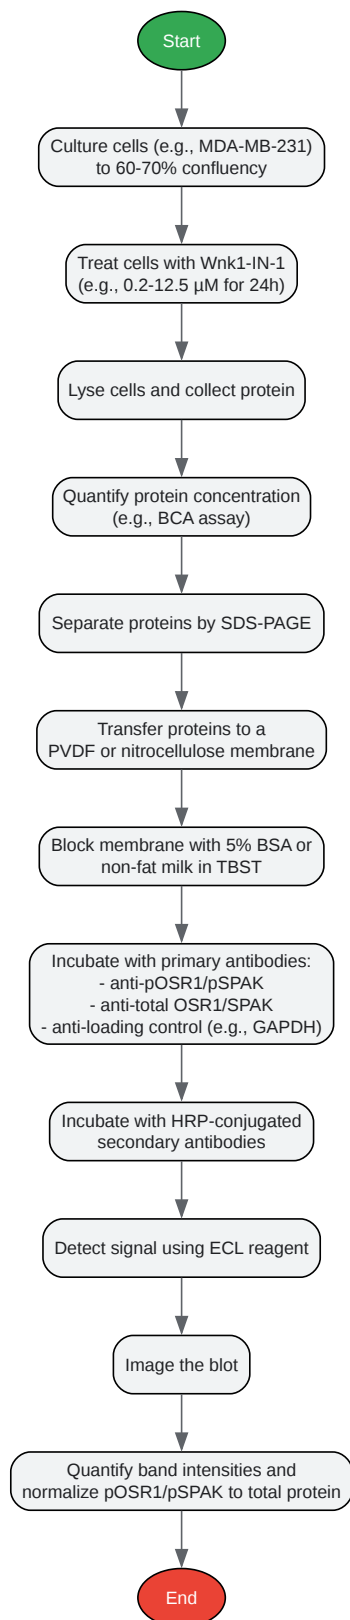 Start
Culture cells (e.g., MDA-MB-231)
to 60-70% confluency
Treat cells with Wnk1-IN-1
(e.g., 0.2-12.5 µM for 24h)
Lyse cells and collect protein
Quantify protein concentration
(e.g., BCA assay)
Separate proteins by SDS-PAGE
Transfer proteins to a
PVDF or nitrocellulose membrane
Block membrane with 5% BSA or
non-fat milk in TBST
Incubate with primary antibodies:
- anti-pOSR1/pSPAK
- anti-total OSR1/SPAK
- anti-loading control (e.g., GAPDH)
Incubate with HRP-conjugated
secondary antibodies
Detect signal using ECL reagent
Image the blot
Quantify band intensities and
normalize pOSR1/pSPAK to total protein
End